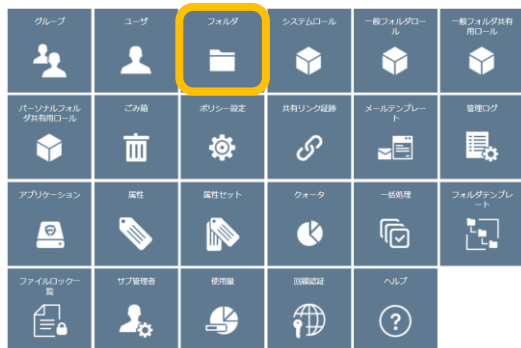 グループ
ユーザ
フォルダ
システムロール
一般フォルダロー
ル
一般フォルダ共有
用ロール
パーソナルフォル
ダ共有用ロール
ごみ箱
ポリシー設定
共有リンク証跡
メールテンプレー
ト
管理ログ
アプリケーション
属性
属性セット
クォータ
一括処理
フォルダテンプレ
ート
ファイルロック一
覧
サブ管理者
使用量
回線認証
ヘルプ